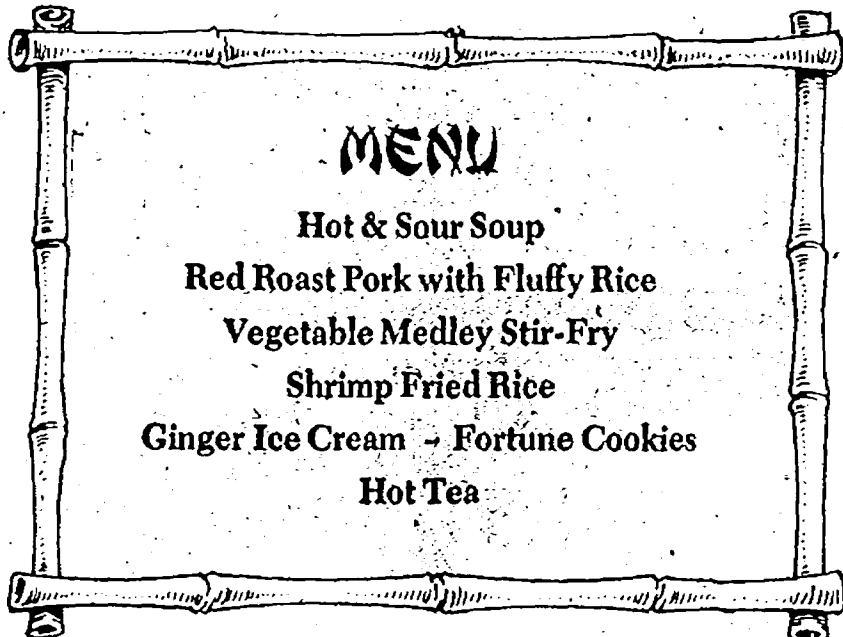 MENU
Hot & Sour Soup
Red Roast Pork with Fluffy Rice
Vegetable Medley Stir-Fry
Shrimp Fried Rice
Ginger Ice Cream - Fortune Cookies
Hot Tea